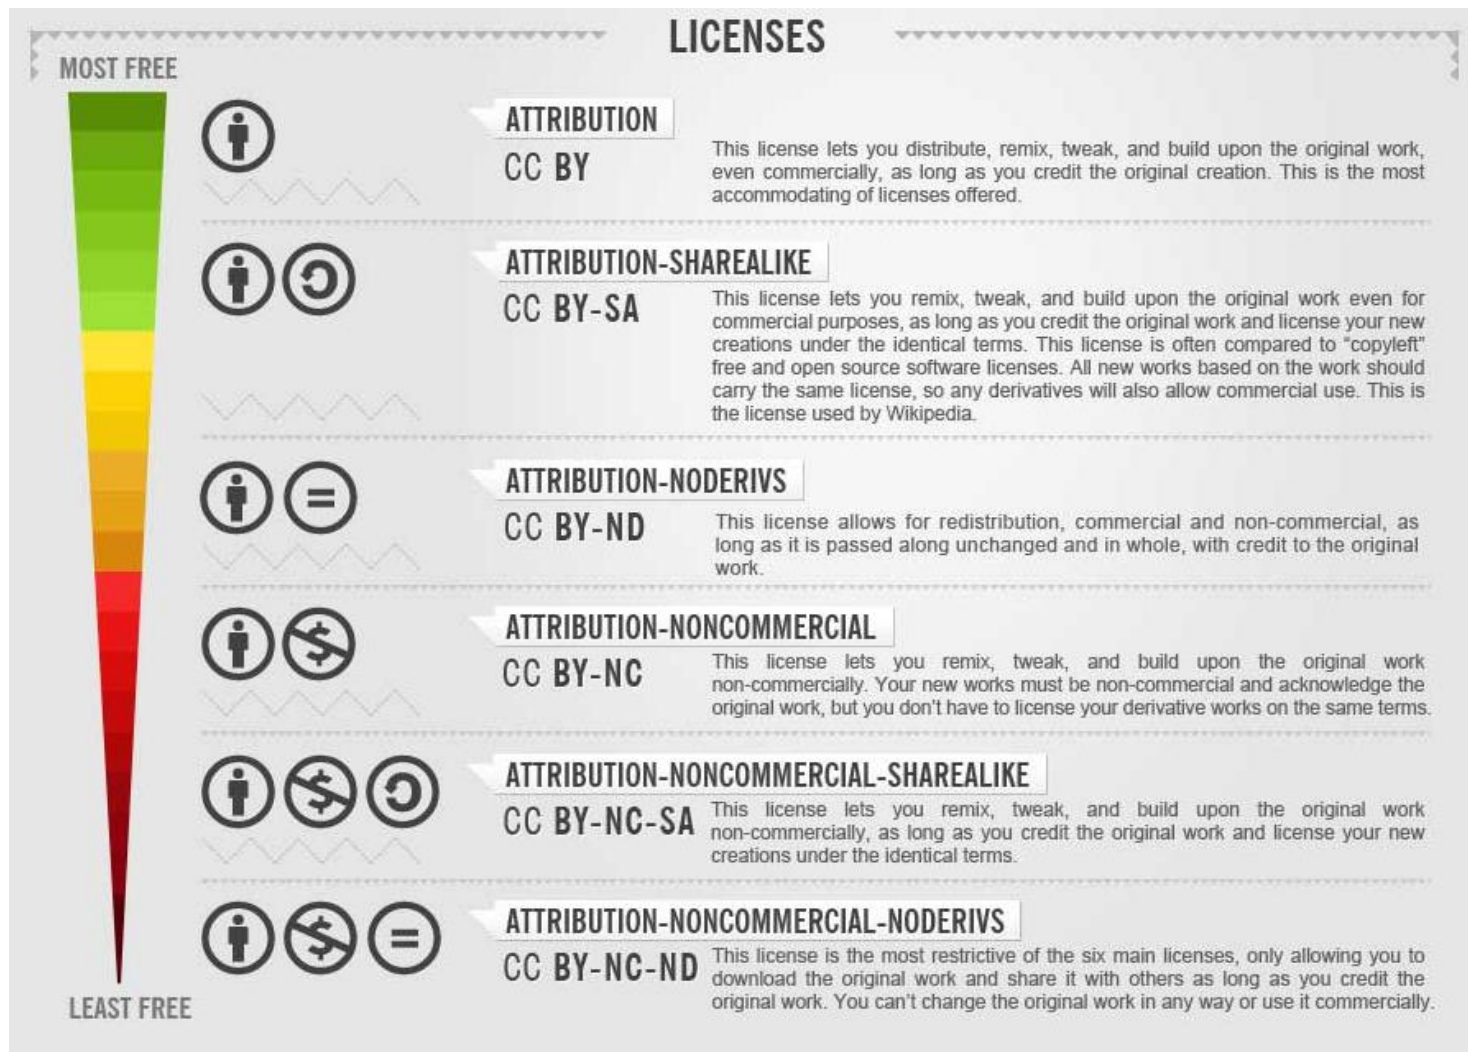 LICENSES
MOST FREE
ATTRIBUTION
CC BY
This license lets you distribute, remix, tweak, and build upon the original work,
even commercially, as long as you credit the original creation. This is the most
accommodating of licenses offered.
ATTRIBUTION-SHAREALIKE
CC BY-SA
This license lets you remix, tweak, and build upon the original work even for
commercial purposes, as long as you credit the original work and license your new
creations under the identical terms. This license is often compared to “copyleft”
free and open source software licenses. All new works based on the work should
carry the same license, so any derivatives will also allow commercial use. This is
the license used by Wikipedia.
=
ATTRIBUTION-NODERIVS
CC BY-ND
This license allows for redistribution, commercial and non-commercial, as
long as it is passed along unchanged and in whole, with credit to the original
work.
$
ATTRIBUTION-NONCOMMERCIAL
CC BY-NC
This license lets you remix, tweak, and build upon the original work
non-commercially. Your new works must be non-commercial and acknowledge the
original work, but you don't have to license your derivative works on the same terms.
$
ATTRIBUTION-NONCOMMERCIAL-SHAREALIKE
CC BY-NC-SA
This license lets you remix, tweak, and build upon the original work
non-commercially, as long as you credit the original work and license your new
creations under the identical terms.
$ =
ATTRIBUTION-NONCOMMERCIAL-NODERIVS
CC BY-NC-ND
This license is the most restrictive of the six main licenses, only allowing you to
download the original work and share it with others as long as you credit the
original work. You can't change the original work in any way or use it commercially.
LEAST FREE